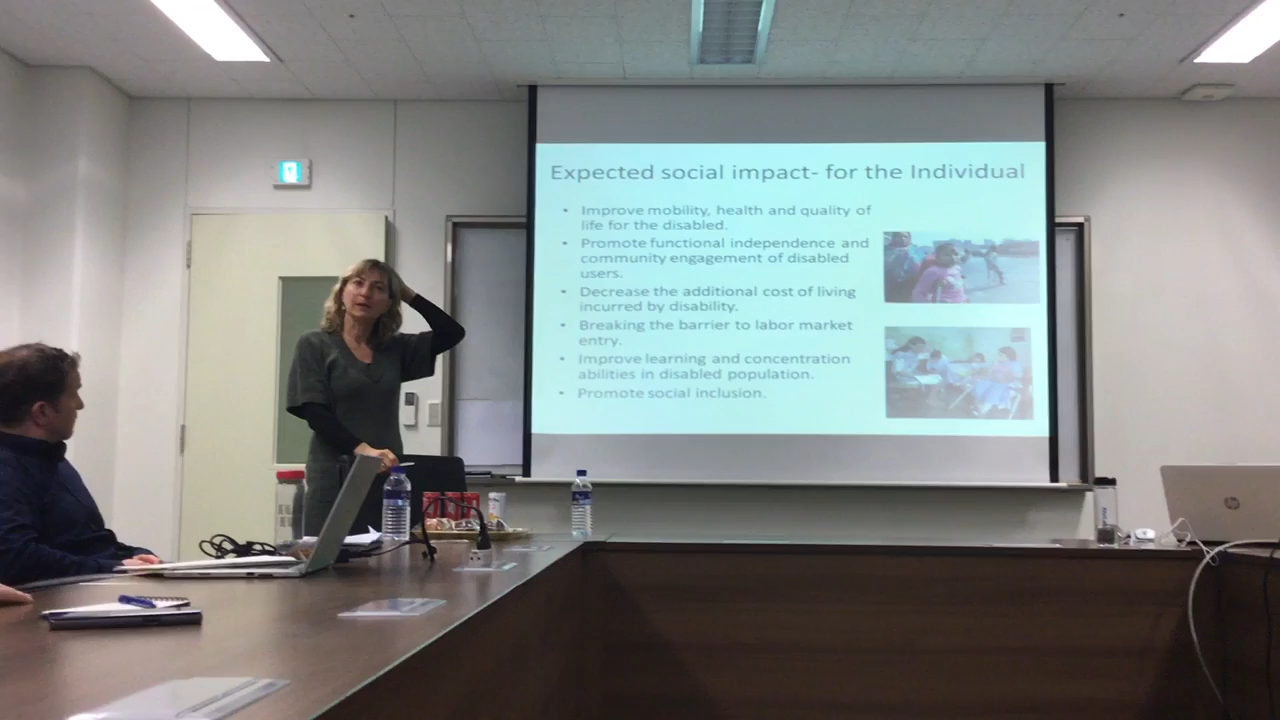 Expected social impact- for the Individual
• Improve mobility, health and quality of
life for the disabled.
• Promote functional independence and
community engagement of disabled
users.
• Decrease the additional cost of living
incurred by disability.
• Breaking the barrier to labor market
entry.
• Improve learning and concentration
abilities in disabled population.
• Promote social inclusion.
hp